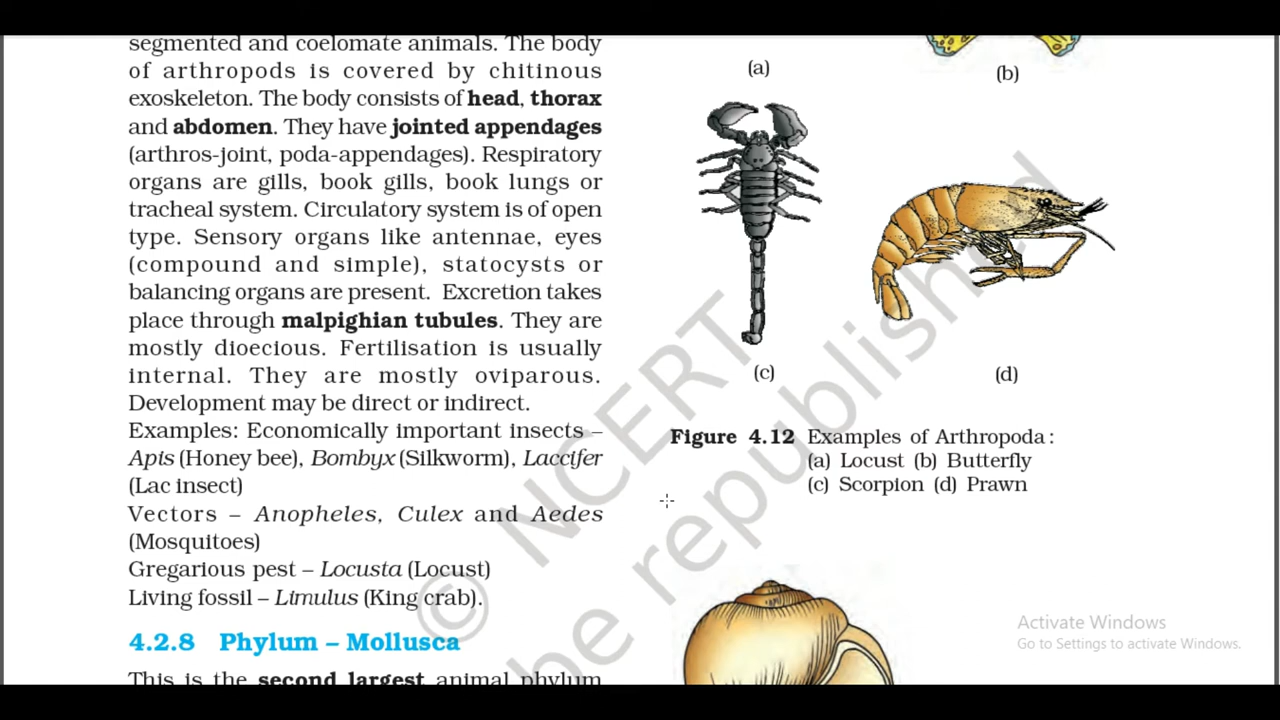 segmented and coelomate animals. The body
of arthropods is covered by chitinous
exoskeleton. The body consists of head, thorax
and abdomen. They have jointed appendages
(arthros-joint, poda-appendages). Respiratory
organs are gills, book gills, book lungs or
tracheal system. Circulatory system is of open
type. Sensory organs like antennae, eyes
(compound and simple), statocysts or
balancing organs are present. Excretion takes
place through malpighian tubules. They are
mostly dioecious. Fertilisation is usually
internal. They are mostly oviparous.
Development may be direct or indirect.
Examples: Economically important insects –
Apis (Honey bee), Bombyx (Silkworm), Laccifer
(Lac insect)
Vectors – Anopheles, Culex and Aedes
(Mosquitoes)
Gregarious pest – Locusta (Locust)
Living fossil – Limulus (King crab).
4.2.8 Phylum – Mollusca
This is the second largest animal phylum
(a)
(b)
(c)
(d)
Figure 4.12 Examples of Arthropoda :
(a) Locust (b) Butterfly
(c) Scorpion (d) Prawn
© NCERT
be republished
Activate Windows
Go to Settings to activate Windows.